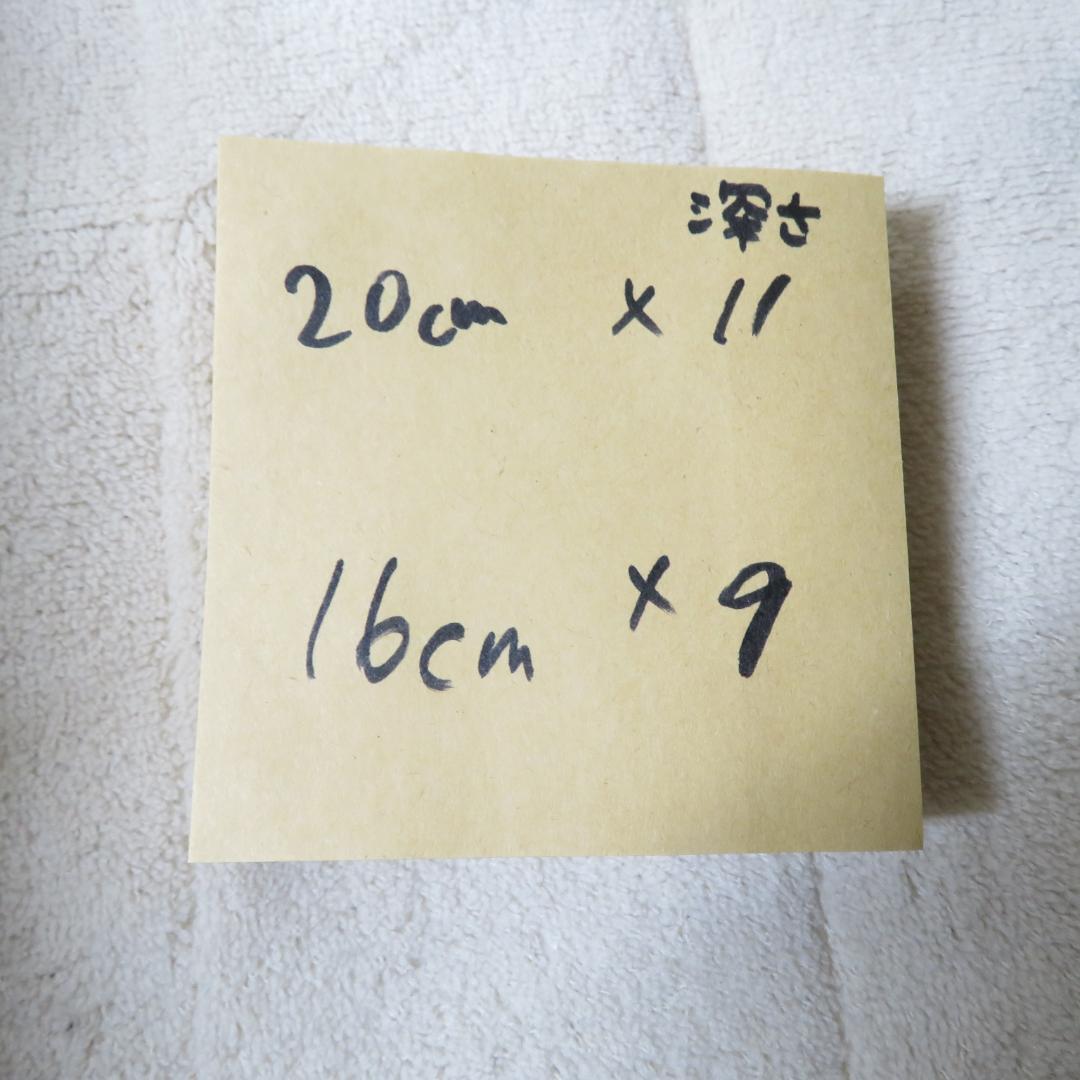 深さ
20cm × 11
16cm × 9